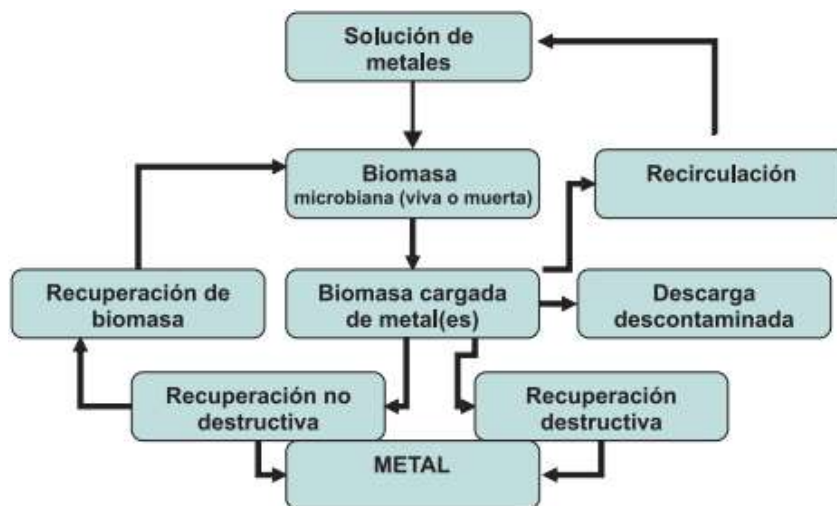 Solución de
metales
Biomasa
microbiana (viva o muerta)
Recirculación
Recuperación de
biomasa
Biomasa cargada
de metal(es)
Descarga
descontaminada
Recuperación no
destructiva
Recuperación
destructiva
METAL